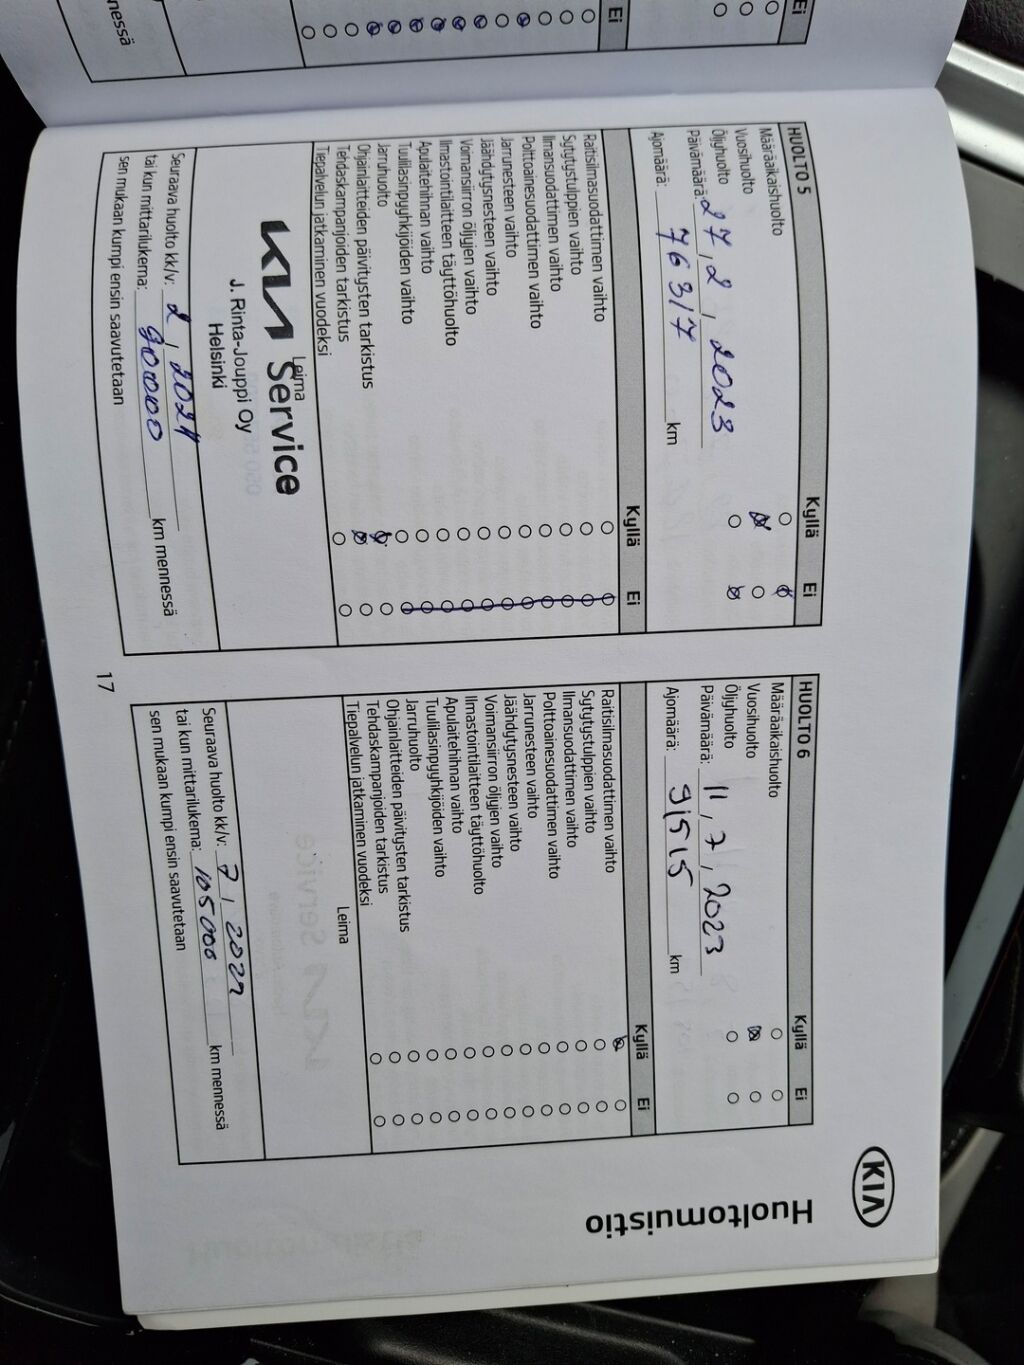 KIA
Huoltomuistio
HUOLTO 5
Kyllä Ei
Määräaikaishuolto
Vuosihuolto
Öljyhuolto
Päivämäärä: 27, 2, 2023
Ajomäärä: 76317 km
Kyllä Ei
Raitisilmasuodattimen vaihto
Sytytystulppien vaihto
Ilmansuodattimen vaihto
Polttoainesuodattimen vaihto
Jarrunesteen vaihto
Jäähdytysnesteen vaihto
Voimansiirron öljyjen vaihto
Ilmastointilaitteen täyttöhuolto
Apulaitehihnan vaihto
Tuulilasinpyyhkijöiden vaihto
Jarruhuolto
Ohjainlaitteiden päivitysten tarkistus
Tehdaskampanjoiden tarkistus
Tiepalvelun jatkaminen vuodeksi
Leima
KIA Service
J. Rinta-Jouppi Oy
Helsinki
Seuraava huolto kk/v: 2, 2024
tai kun mittarilukema: 90000 km mennessä
sen mukaan kumpi ensin saavutetaan
HUOLTO 6
Kyllä Ei
Määräaikaishuolto
Vuosihuolto
Öljyhuolto
Päivämäärä: 11, 7, 2023
Ajomäärä: 91515 km
Kyllä Ei
Raitisilmasuodattimen vaihto
Sytytystulppien vaihto
Ilmansuodattimen vaihto
Polttoainesuodattimen vaihto
Jarrunesteen vaihto
Jäähdytysnesteen vaihto
Voimansiirron öljyjen vaihto
Ilmastointilaitteen täyttöhuolto
Apulaitehihnan vaihto
Tuulilasinpyyhkijöiden vaihto
Jarruhuolto
Ohjainlaitteiden päivitysten tarkistus
Tehdaskampanjoiden tarkistus
Tiepalvelun jatkaminen vuodeksi
Leima
Seuraava huolto kk/v: 7,
tai kun mittarilukema: 105000 km mennessä
sen mukaan kumpi ensin saavutetaan
17
Ei
Ei